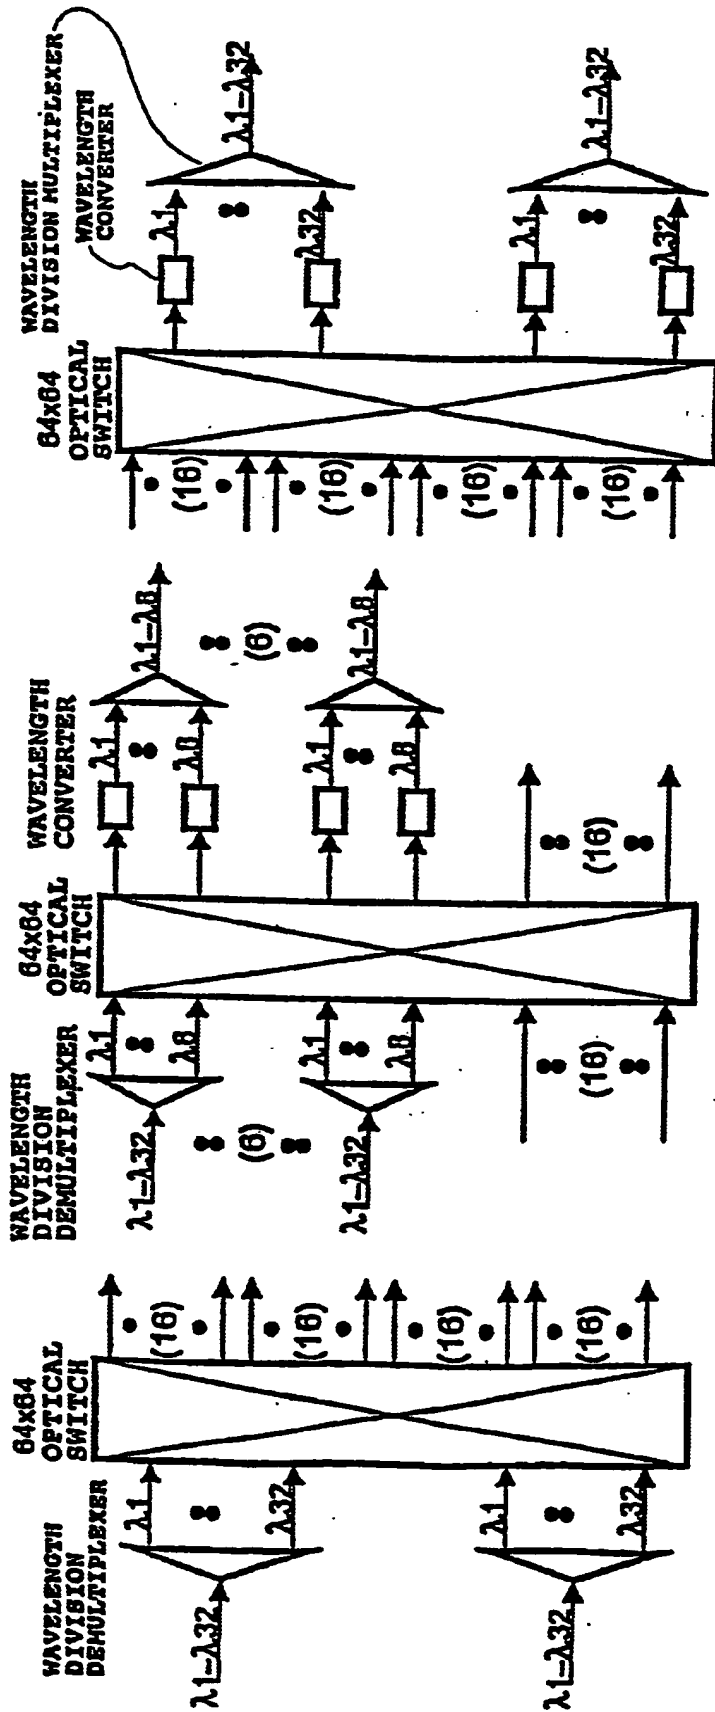 WAVELENGTH
DIVISION
DEMULTIPLEXER
64x64
OPTICAL
SWITCH
λ1–λ32
λ1
λ32
λ1–λ32
λ1
λ32
(16)
(16)
(16)
(16)
WAVELENGTH
DIVISION
DEMULTIPLEXER
64x64
OPTICAL
SWITCH
WAVELENGTH
CONVERTER
λ1–λ32
λ1
λ8
(6)
λ1–λ32
λ1
λ8
(16)
λ1
λ8
λ1–λ8
(6)
λ1
λ8
λ1–λ8
(16)
64x64
OPTICAL
SWITCH
WAVELENGTH
DIVISION MULTIPLEXER
WAVELENGTH
CONVERTER
(16)
(16)
(16)
(16)
λ1
λ32
λ1–λ32
λ1
λ32
λ1–λ32